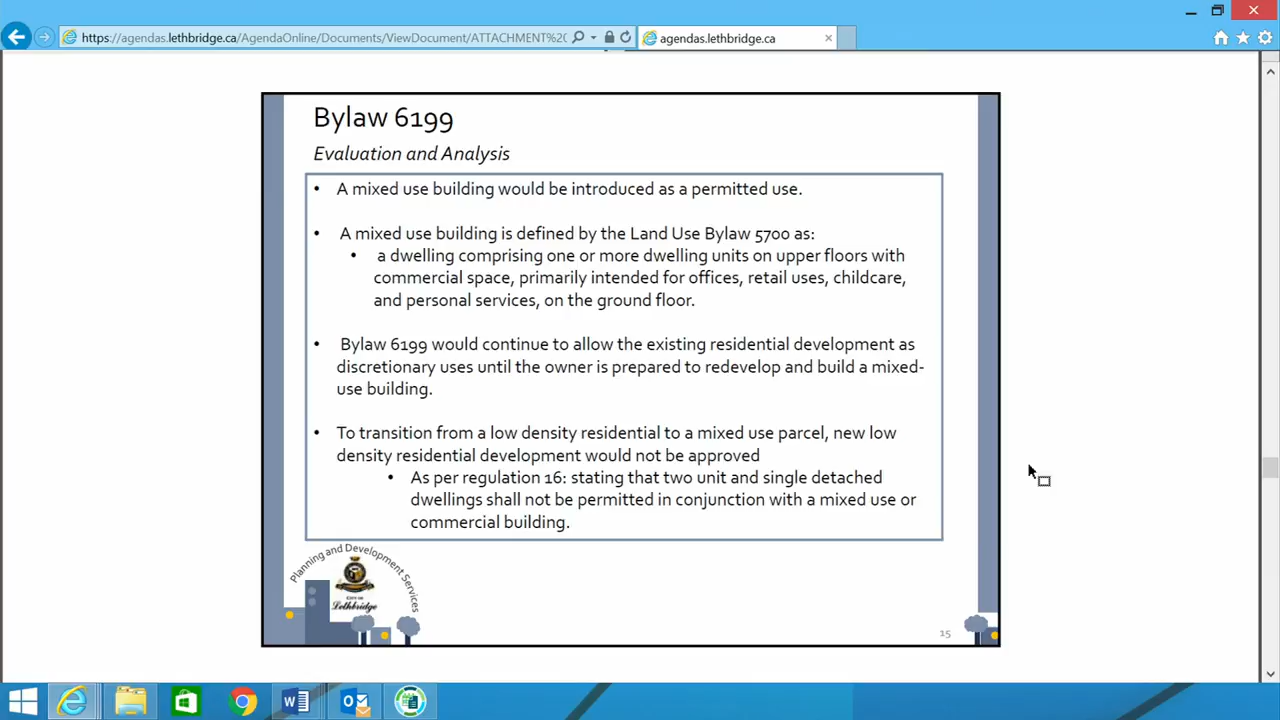 https://agendas.lethbridge.ca/AgendaOnline/Documents/ViewDocument/ATTACHMENT%20
agendas.lethbridge.ca
Bylaw 6199
Evaluation and Analysis
• A mixed use building would be introduced as a permitted use.
• A mixed use building is defined by the Land Use Bylaw 5700 as:
• a dwelling comprising one or more dwelling units on upper floors with
commercial space, primarily intended for offices, retail uses, childcare,
and personal services, on the ground floor.
• Bylaw 6199 would continue to allow the existing residential development as
discretionary uses until the owner is prepared to redevelop and build a mixed-
use building.
• To transition from a low density residential to a mixed use parcel, new low
density residential development would not be approved
• As per regulation 16: stating that two unit and single detached
dwellings shall not be permitted in conjunction with a mixed use or
commercial building.
Planning and Development Services
CITY OF
Lethbridge
15